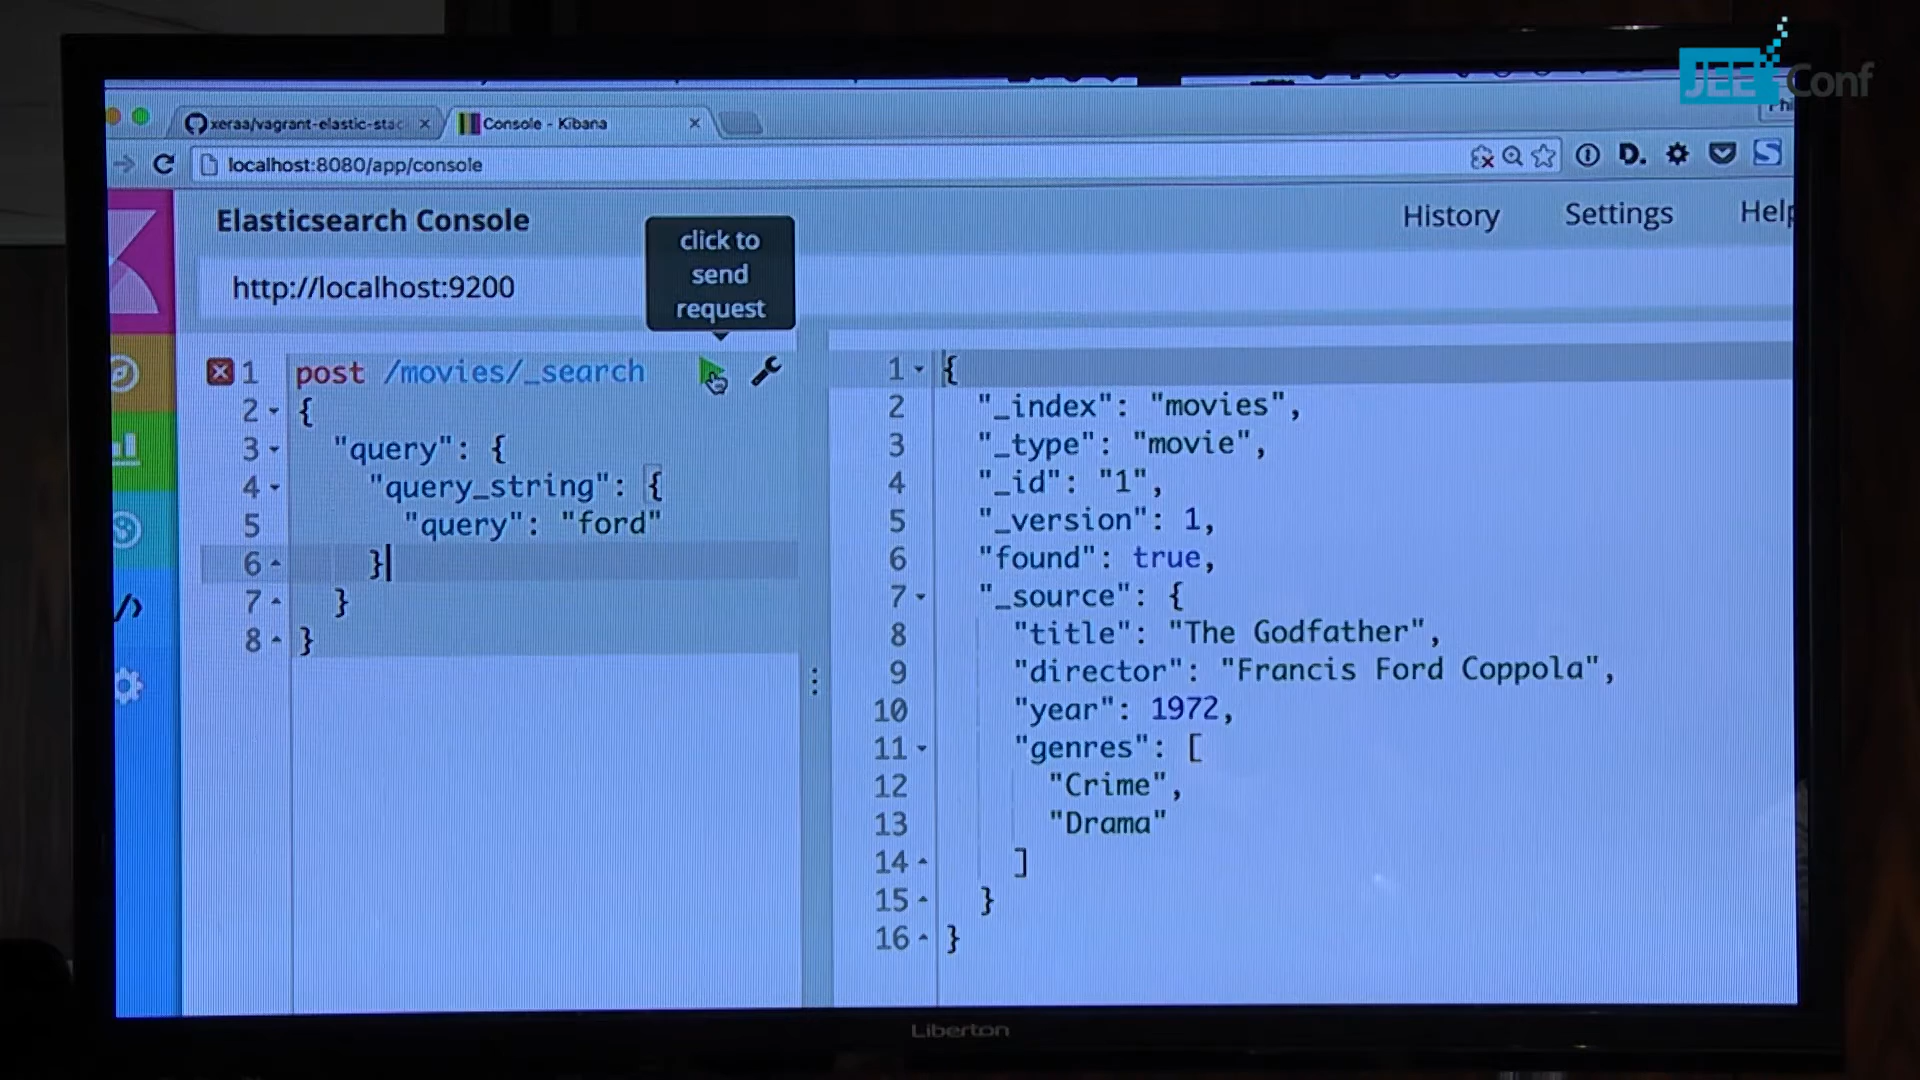 JEEConf
xeraa/vagrant-elastic-stac
Console - Kibana
localhost:8080/app/console
D.
S
Elasticsearch Console
History
Settings
Help
http://localhost:9200
click to
send
request
1 post /movies/_search
2 {
3 "query": {
4 "query_string": {
5 "query": "ford"
6 }
7 }
8 }
1 {
2 "_index": "movies",
3 "_type": "movie",
4 "_id": "1",
5 "_version": 1,
6 "found": true,
7 "_source": {
8 "title": "The Godfather",
9 "director": "Francis Ford Coppola",
10 "year": 1972,
11 "genres": [
12 "Crime",
13 "Drama"
14 ]
15 }
16 }
Liberton